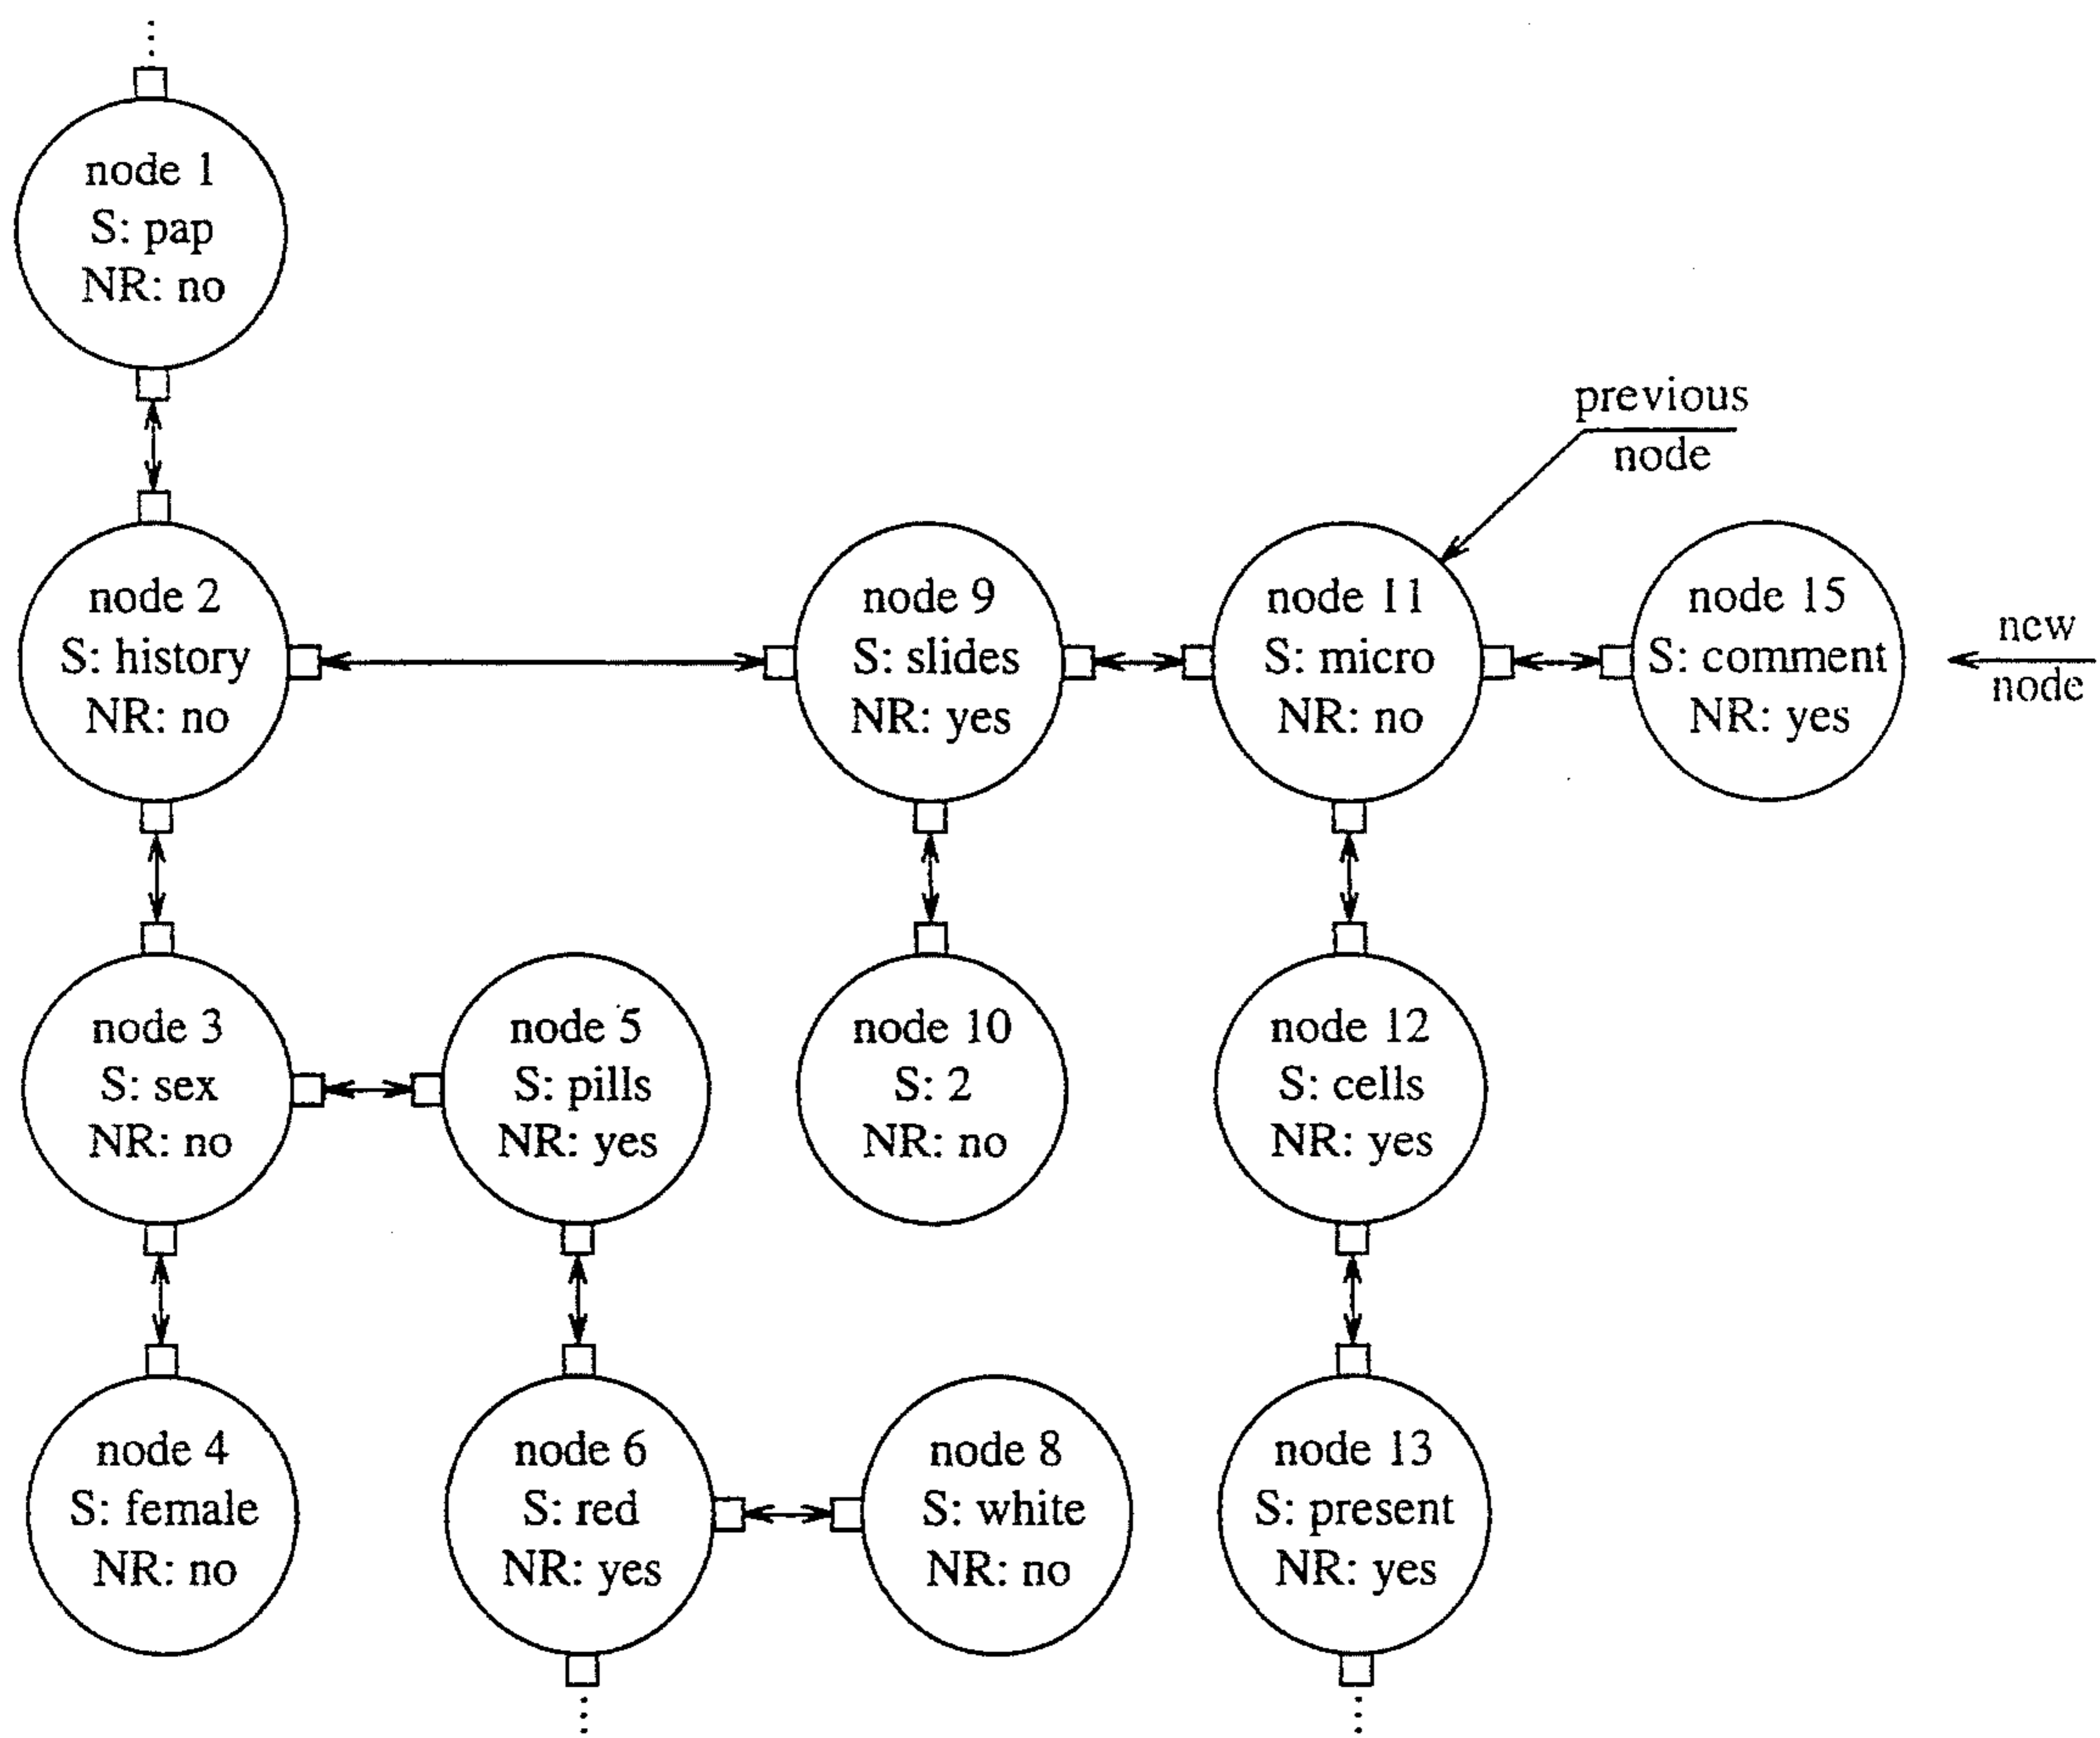 node 1
S: pap
NR: no
previous
node
node 2
S: history
NR: no
node 9
S: slides
NR: yes
node 11
S: micro
NR: no
node 15
S: comment
NR: yes
new
node
node 3
S: sex
NR: no
node 5
S: pills
NR: yes
node 10
S: 2
NR: no
node 12
S: cells
NR: yes
node 4
S: female
NR: no
node 6
S: red
NR: yes
node 8
S: white
NR: no
node 13
S: present
NR: yes